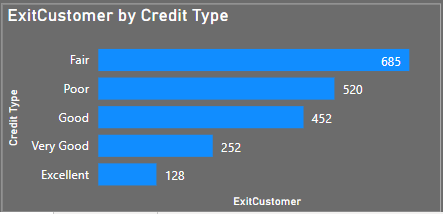 ExitCustomer by Credit Type
Fair 685
Poor 520
Good 452
Very Good 252
Excellent 128
Credit Type
ExitCustomer